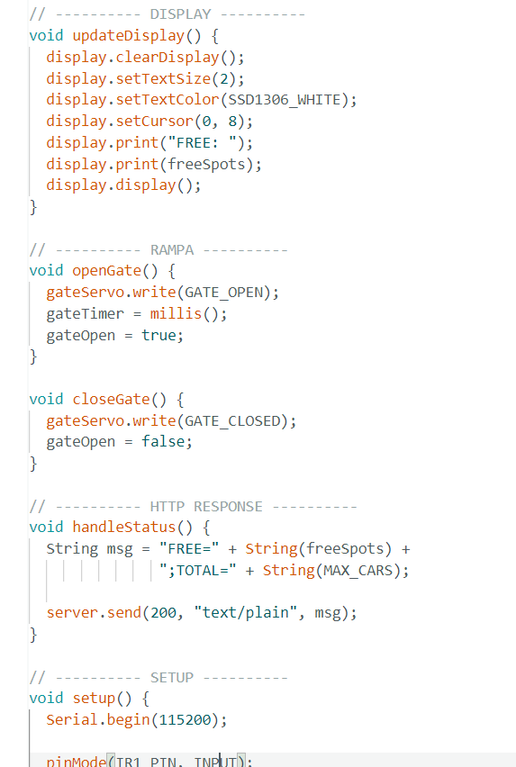 // ---------- DISPLAY ----------
void updateDisplay() {
  display.clearDisplay();
  display.setTextSize(2);
  display.setTextColor(SSD1306_WHITE);
  display.setCursor(0, 8);
  display.print("FREE: ");
  display.print(freeSpots);
  display.display();
}

// ---------- RAMPA ----------
void openGate() {
  gateServo.write(GATE_OPEN);
  gateTimer = millis();
  gateOpen = true;
}

void closeGate() {
  gateServo.write(GATE_CLOSED);
  gateOpen = false;
}

// ---------- HTTP RESPONSE ----------
void handleStatus() {
  String msg = "FREE=" + String(freeSpots) +
               ";TOTAL=" + String(MAX_CARS);

  server.send(200, "text/plain", msg);
}

// ---------- SETUP ----------
void setup() {
  Serial.begin(115200);

  pinMode(IR1_PIN, INPUT);